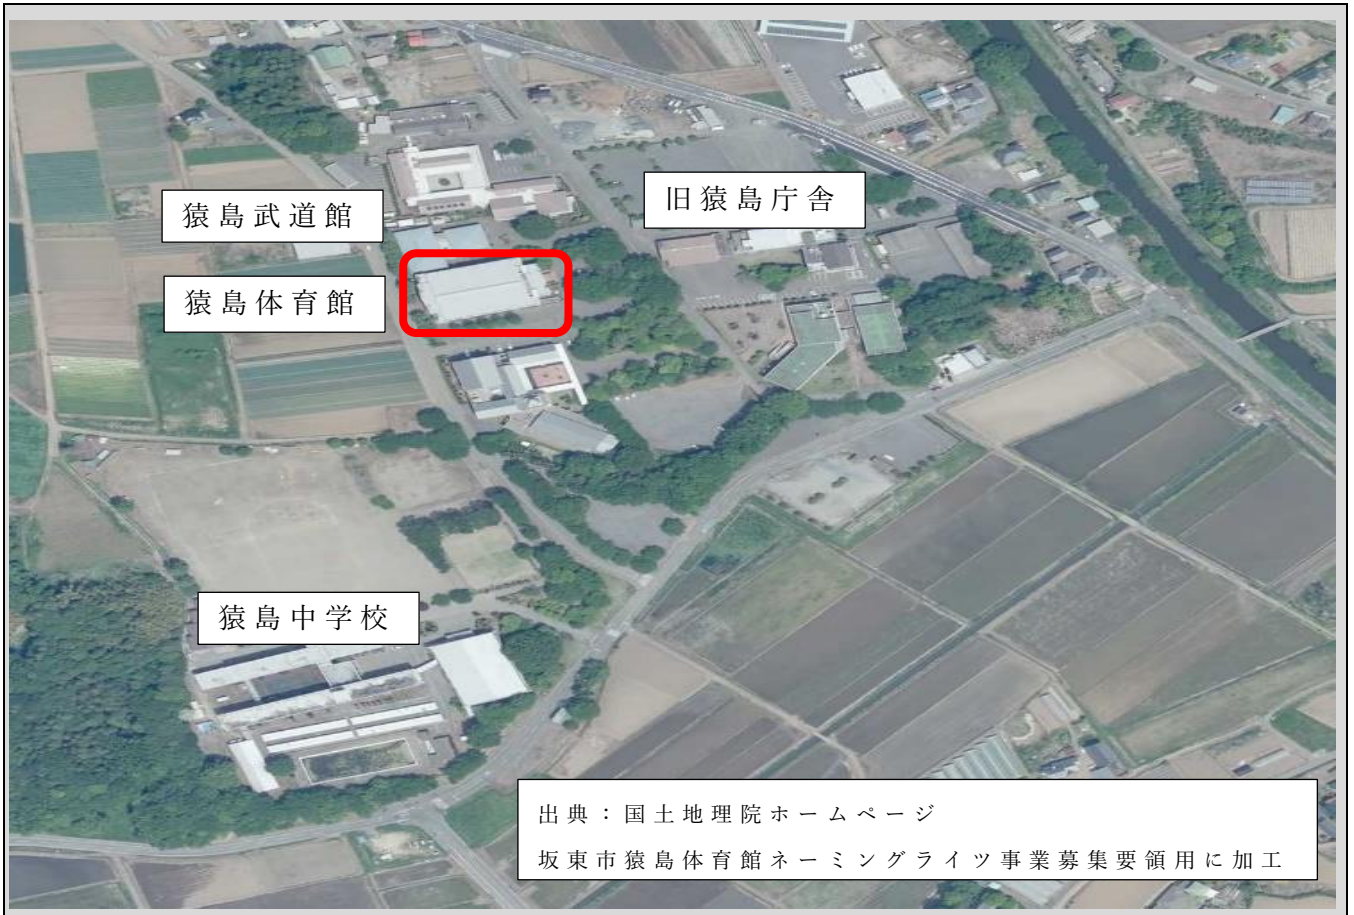 猿島武道館
旧猿島庁舎
猿島体育館
猿島中学校
出典：国土地理院ホームページ
坂東市猿島体育館ネーミングライツ事業募集要領用に加工